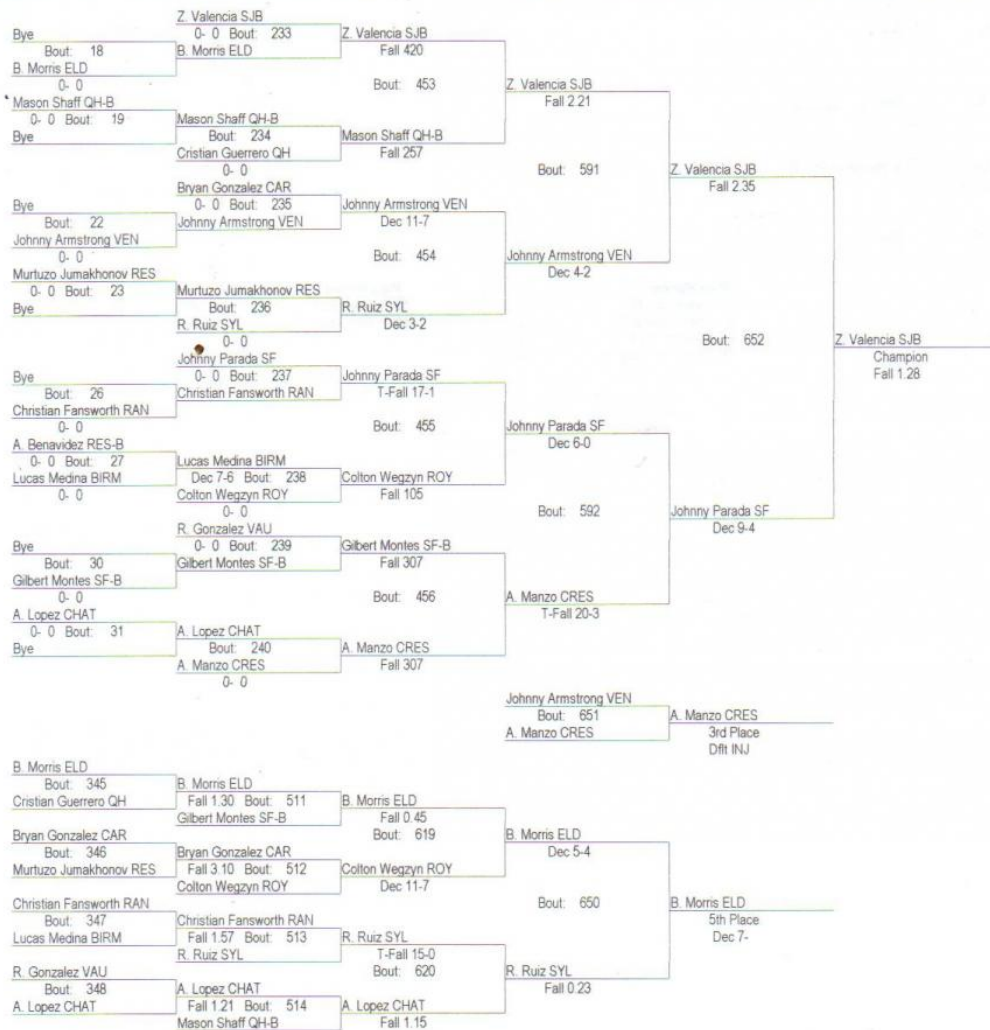 Z. Valencia SJB
Bye 0- 0 Bout: 233 Z. Valencia SJB
Bout: 18 B. Morris ELD Fall 420
B. Morris ELD
0- 0 Bout: 453 Z. Valencia SJB
Mason Shaff QH-B Fall 2.21
0- 0 Bout: 19 Mason Shaff QH-B
Bye Bout: 234 Mason Shaff QH-B
Cristian Guerrero QH Fall 257
0- 0 Bout: 591 Z. Valencia SJB
Bryan Gonzalez CAR Fall 2.35
Bye 0- 0 Bout: 235 Johnny Armstrong VEN
Bout: 22 Johnny Armstrong VEN Dec 11-7
Johnny Armstrong VEN
0- 0 Bout: 454 Johnny Armstrong VEN
Murtuzo Jumakhonov RES Dec 4-2
0- 0 Bout: 23 Murtuzo Jumakhonov RES
Bye Bout: 236 R. Ruiz SYL
R. Ruiz SYL Dec 3-2
0- 0 Bout: 652 Z. Valencia SJB
Johnny Parada SF Champion
Bye 0- 0 Bout: 237 Johnny Parada SF Fall 1.28
Bout: 26 Christian Fansworth RAN T-Fall 17-1
Christian Fansworth RAN
0- 0 Bout: 455 Johnny Parada SF
A. Benavidez RES-B Dec 6-0
0- 0 Bout: 27 Lucas Medina BIRM
Lucas Medina BIRM Dec 7-6 Bout: 238 Colton Wegzyn ROY
0- 0 Colton Wegzyn ROY Fall 105
0- 0 Bout: 592 Johnny Parada SF
R. Gonzalez VAU Dec 9-4
Bye 0- 0 Bout: 239 Gilbert Montes SF-B
Bout: 30 Gilbert Montes SF-B Fall 307
Gilbert Montes SF-B
0- 0 Bout: 456 A. Manzo CRES
A. Lopez CHAT T-Fall 20-3
0- 0 Bout: 31 A. Lopez CHAT
Bye Bout: 240 A. Manzo CRES
A. Manzo CRES Fall 307
0- 0
Johnny Armstrong VEN
Bout: 651 A. Manzo CRES
A. Manzo CRES 3rd Place
Dflt INJ
B. Morris ELD
Bout: 345 B. Morris ELD
Cristian Guerrero QH Fall 1.30 Bout: 511 B. Morris ELD
Gilbert Montes SF-B Fall 0.45
Bryan Gonzalez CAR Bout: 619 B. Morris ELD
Bout: 346 Bryan Gonzalez CAR Dec 5-4
Murtuzo Jumakhonov RES Fall 3.10 Bout: 512 Colton Wegzyn ROY
Colton Wegzyn ROY Dec 11-7
Christian Fansworth RAN Bout: 650 B. Morris ELD
Bout: 347 Christian Fansworth RAN 5th Place
Lucas Medina BIRM Fall 1.57 Bout: 513 R. Ruiz SYL Dec 7-
R. Ruiz SYL T-Fall 15-0
R. Gonzalez VAU Bout: 620 R. Ruiz SYL
Bout: 348 A. Lopez CHAT Fall 0.23
A. Lopez CHAT Fall 1.21 Bout: 514 A. Lopez CHAT
Mason Shaff QH-B Fall 1.15